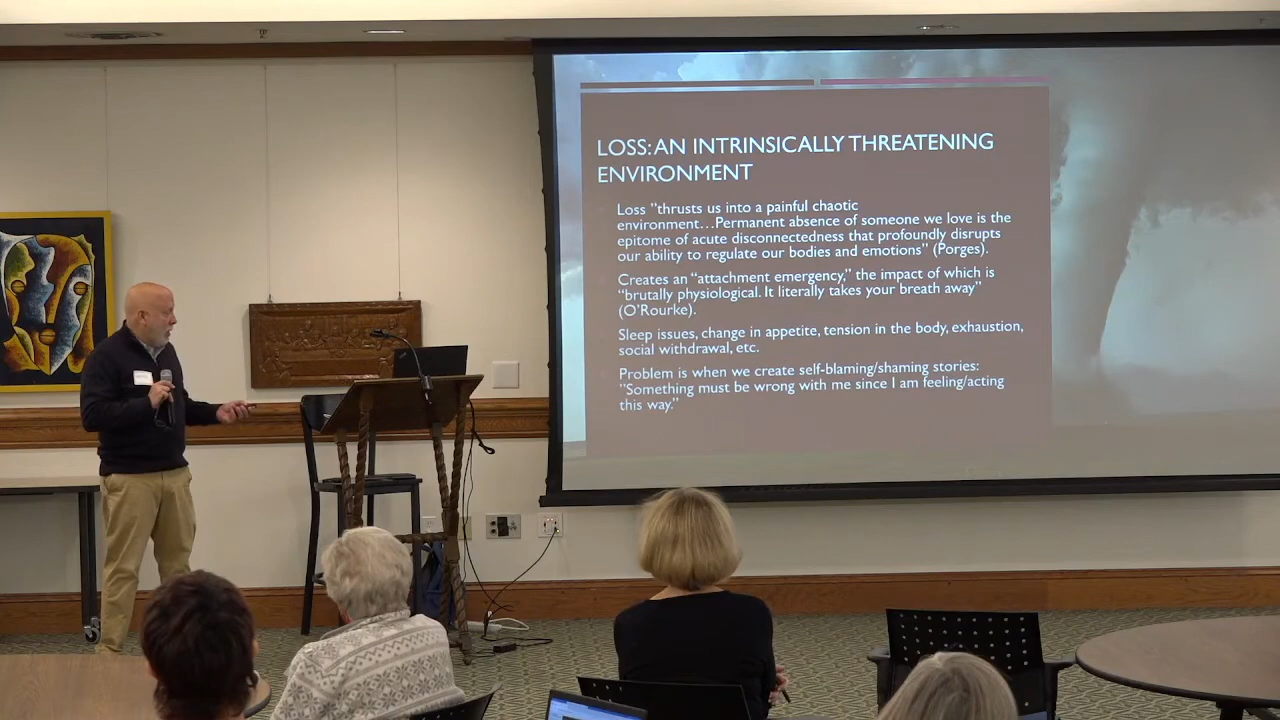 LOSS: AN INTRINSICALLY THREATENING
ENVIRONMENT
Loss "thrusts us into a painful chaotic
environment…Permanent absence of someone we love is the
epitome of acute disconnectedness that profoundly disrupts
our ability to regulate our bodies and emotions" (Porges).
Creates an "attachment emergency," the impact of which is
"brutally physiological. It literally takes your breath away"
(O'Rourke).
Sleep issues, change in appetite, tension in the body, exhaustion,
social withdrawal, etc.
Problem is when we create self-blaming/shaming stories:
"Something must be wrong with me since I am feeling/acting
this way."